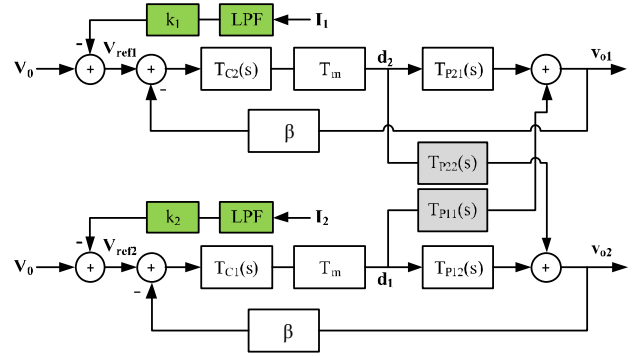 k1 LPF I1
- Vref1 d2 vo1
V0 + + TC2(s) Tm TP21(s) +
-
β
TP22(s)
k2 LPF I2 TP11(s)
- Vref2 vo2
V0 + + TC1(s) Tm d1 TP12(s) +
-
β